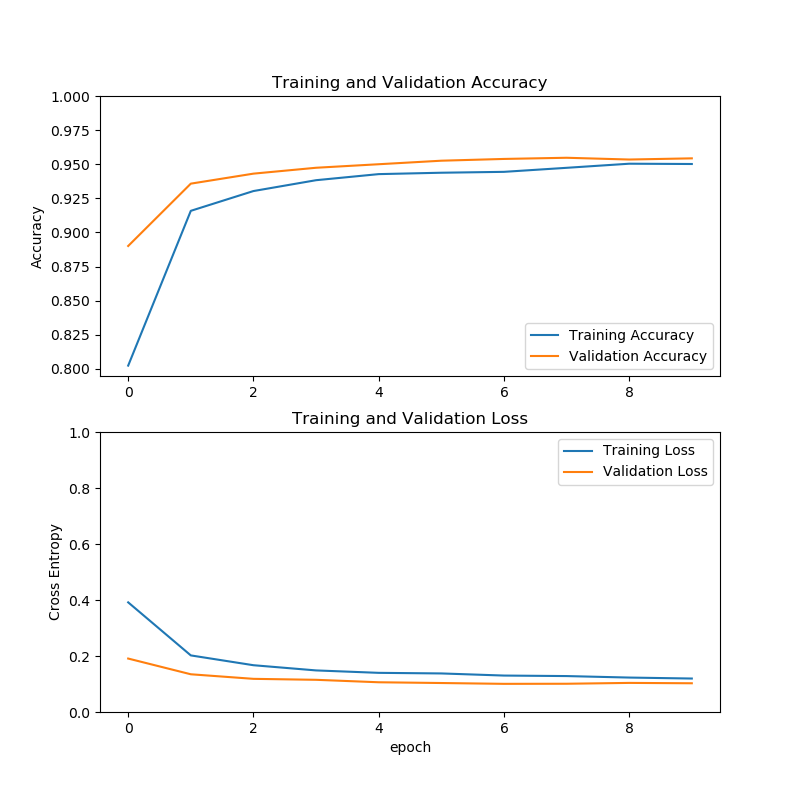 Training and Validation Accuracy
1.000
0.975
0.950
0.925
0.900
0.875
0.850
0.825
0.800
Accuracy
Training Accuracy
Validation Accuracy
0 2 4 6 8
Training and Validation Loss
1.0
0.8
0.6
0.4
0.2
0.0
Cross Entropy
Training Loss
Validation Loss
0 2 4 6 8
epoch